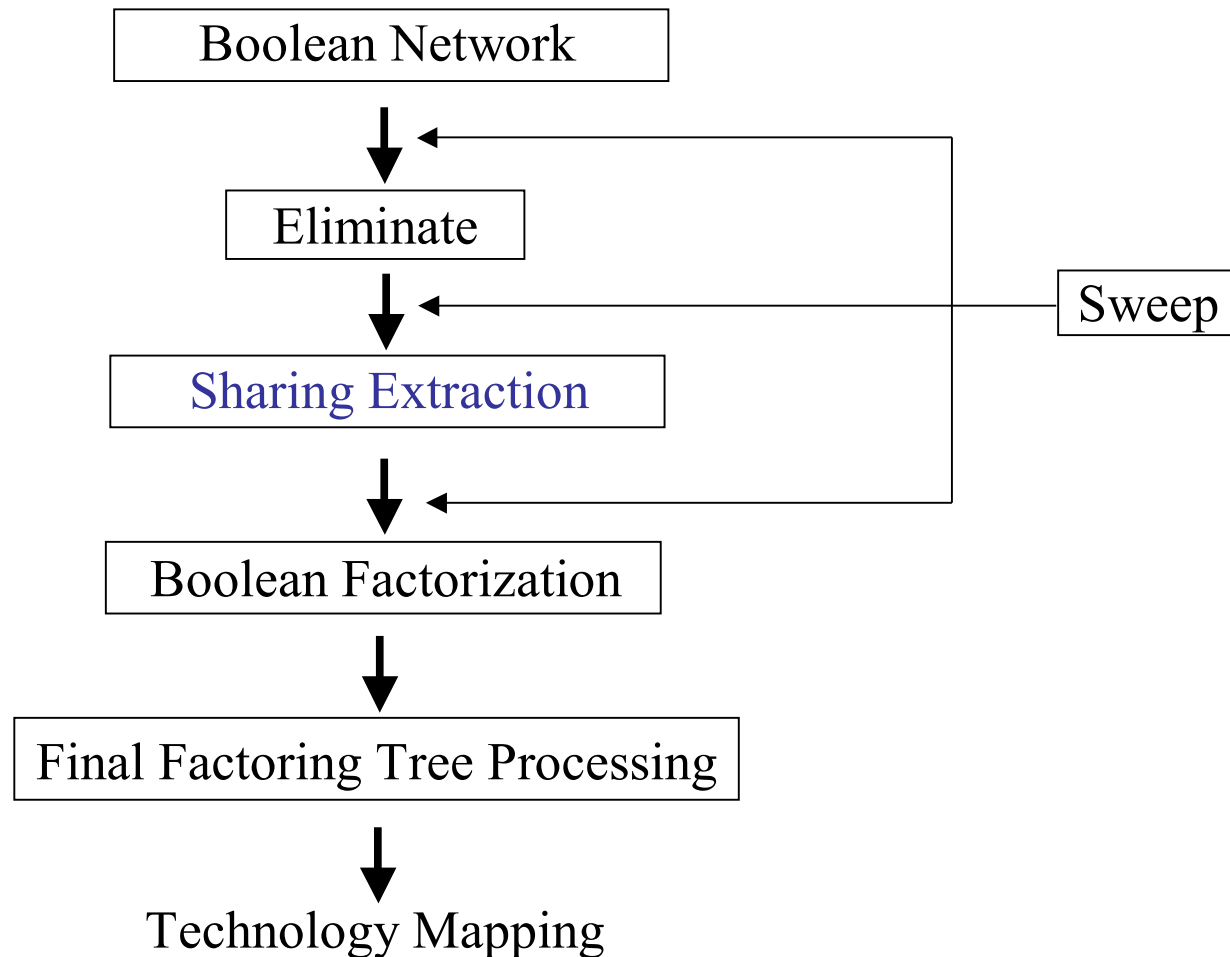 Boolean Network
Eliminate
Sweep
Sharing Extraction
Boolean Factorization
Final Factoring Tree Processing
Technology Mapping